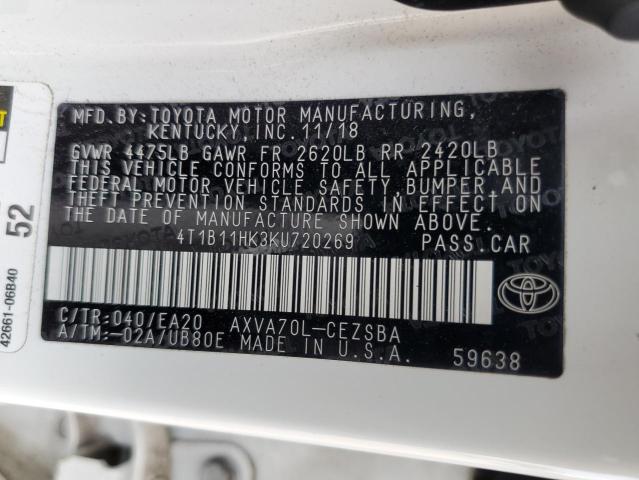 MFD.BY:TOYOTA MOTOR MANUFACTURING,
KENTUCKY,INC. 11/18
GVWR 4475LB GAWR FR 2620LB RR 2420LB
THIS VEHICLE CONFORMS TO ALL APPLICABLE
FEDERAL MOTOR VEHICLE SAFETY, BUMPER, AND
THEFT PREVENTION STANDARDS IN EFFECT ON
THE DATE OF MANUFACTURE SHOWN ABOVE.
4T1B11HK3KU720269 PASS.CAR
C/TR:040/EA20 AXVA70L-CEZSBA
A/TM:-02A/UB80E MADE IN U.S.A.
59638
52
42661-06B40